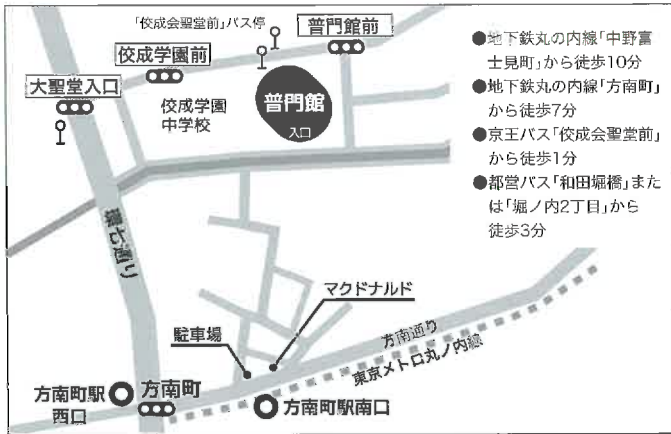 「佼成会聖堂前」バス停
普門館前
佼成学園前
大聖堂入口
佼成学園
中学校
普門館
入口
環七通り
マクドナルド
駐車場
方南通り
東京メトロ丸ノ内線
方南町駅
西口
方南町
方南町駅南口
●地下鉄丸の内線「中野富
士見町」から徒歩10分
●地下鉄丸の内線「方南町」
から徒歩7分
●京王バス「佼成会聖堂前」
から徒歩1分
●都営バス「和田堀橋」また
は「堀ノ内2丁目」から
徒歩3分